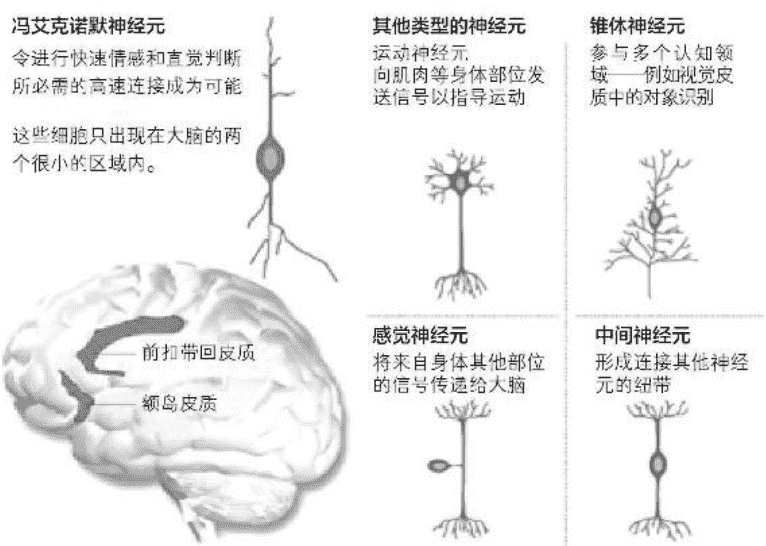 冯艾克诺默神经元
令进行快速情感和直觉判断
所必需的高速连接成为可能
这些细胞只出现在大脑的两
个很小的区域内。
前扣带回皮质
额岛皮质
其他类型的神经元
运动神经元
向肌肉等身体部位发
送信号以指导运动
锥体神经元
参与多个认知领
域——例如视觉皮
质中的对象识别
感觉神经元
将来自身体其他部位
的信号传递给大脑
中间神经元
形成连接其他神经
元的纽带